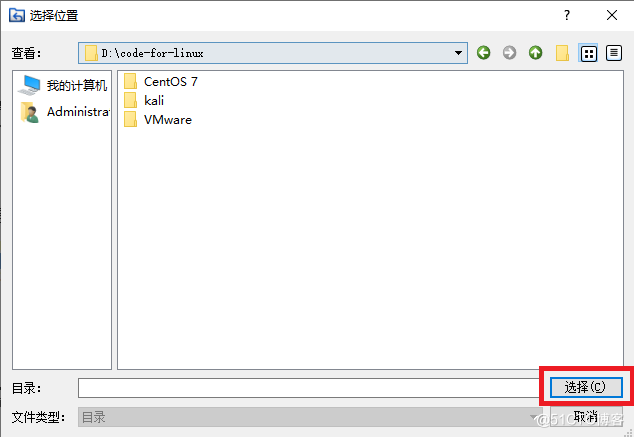 选择位置
?
查看:
D:\code-for-linux
我的计算机
Administra
CentOS 7
kali
VMware
目录:
选择(C)
文件类型:
目录
取消
@51CTO博客